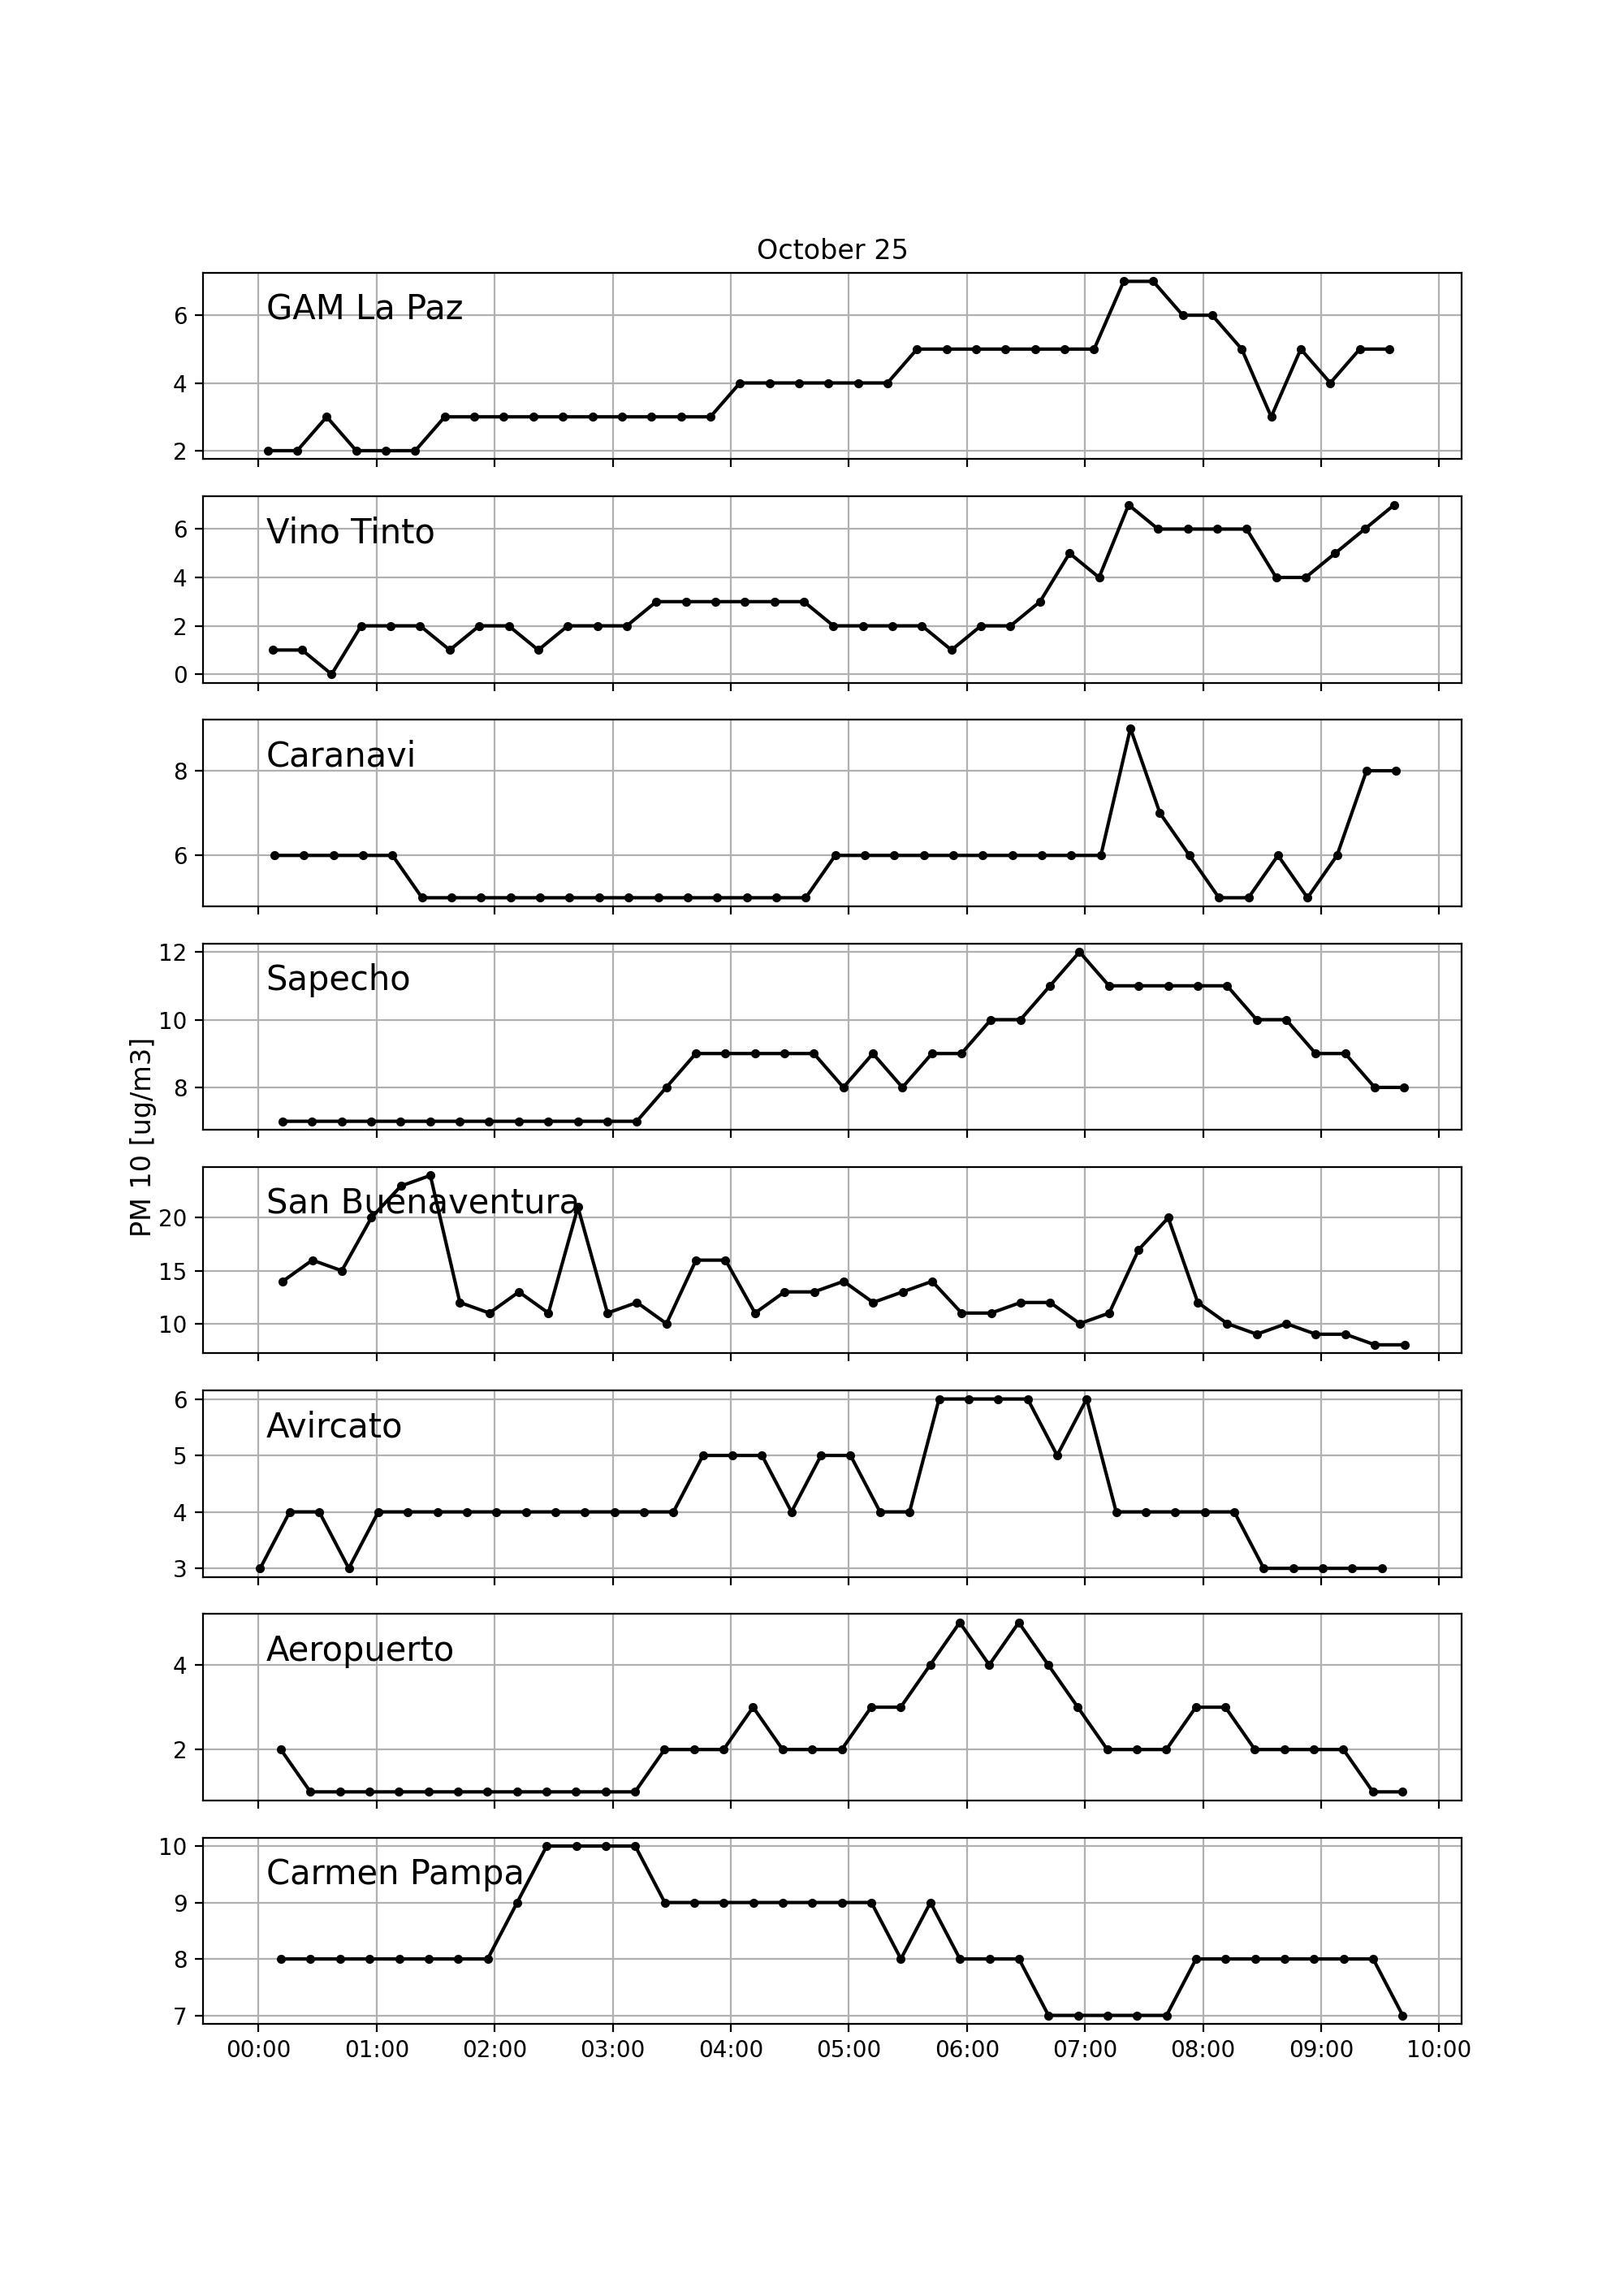 October 25
GAM La Paz
6
4
2
Vino Tinto
6
4
2
0
Caranavi
8
6
PM 10 [ug/m3]
Sapecho
12
10
8
San Buenaventura
20
15
10
Avircato
6
5
4
3
Aeropuerto
4
2
Carmen Pampa
10
9
8
7
00:00 01:00 02:00 03:00 04:00 05:00 06:00 07:00 08:00 09:00 10:00